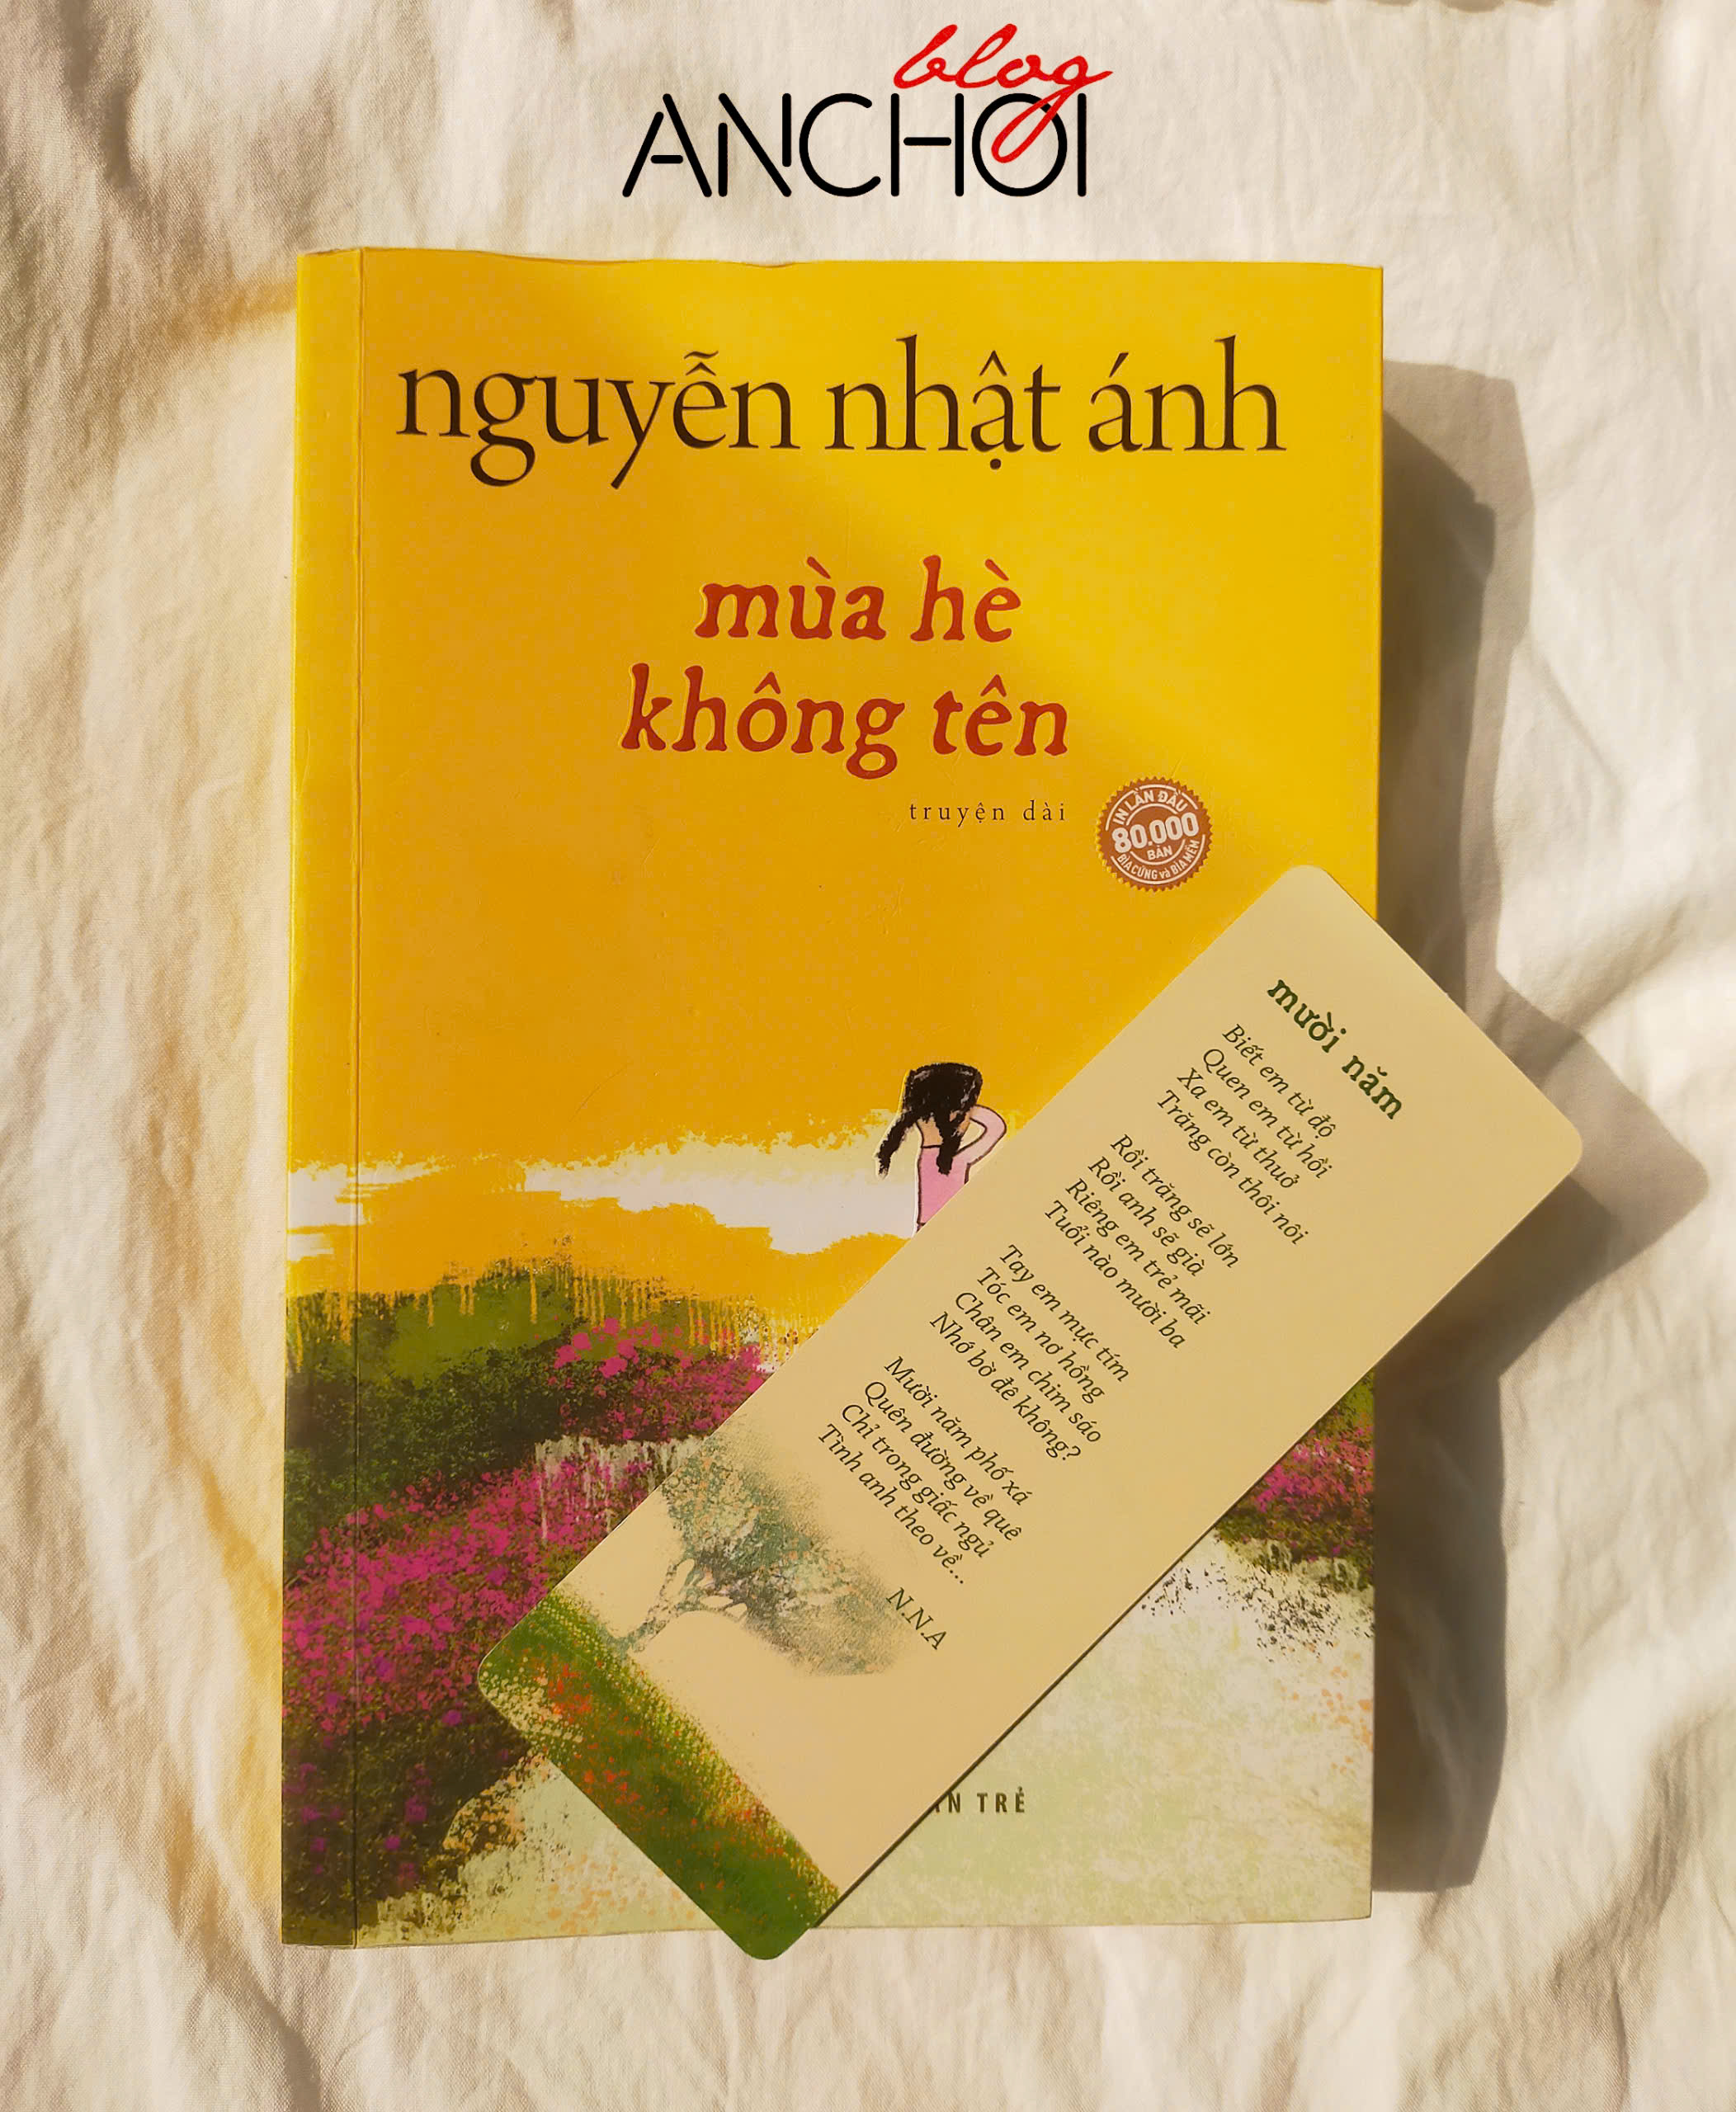 blog
ANCHOI
nguyễn nhật ánh
mùa hè
không tên
truyện dài
IN LẦN ĐẦU
80.000
BẢN
BÌA CỨNG và BÌA MỀM
mười năm
Biết em từ độ
Quen em từ hồi
Xa em từ thuở
Trăng còn thôi nôi
Rồi trăng sẽ lớn
Rồi anh sẽ già
Riêng em trẻ mãi
Tuổi nào mười ba
Tay em mực tím
Tóc em nơ hồng
Chân em chim sáo
Nhớ bờ đê không?
Mười năm phố xá
Quên đường về quê
Chỉ trong giấc ngủ
Tình anh theo về...
N.N.A
TRẺ